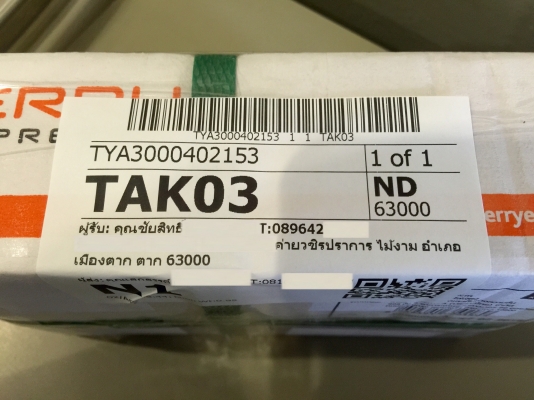 TYA3000402153 1 1 TAK03
TYA3000402153
1 of 1
TAK03
ND
63000
ผู้รับ: คุณชัยสิทธิ์
T:089642
ค่ายวชิรปราการ ไม้งาม อำเภอ
เมืองตาก ตาก 63000
N1